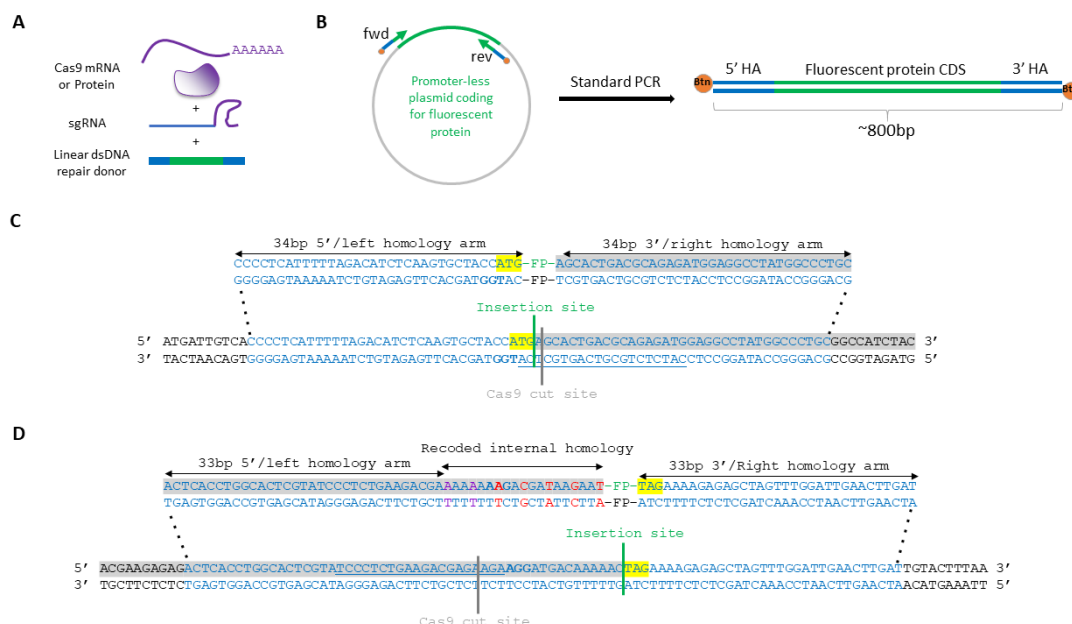 A
B
AAAAAA
Cas9 mRNA
or Protein
+
sgRNA
+
Linear dsDNA
repair donor
fwd
rev
Promoter-less
plasmid coding
for fluorescent
protein
Standard PCR
5' HA
Fluorescent protein CDS
3' HA
Btn
Bt
~800bp
C
34bp 5'/left homology arm
34bp 3'/right homology arm
CCCCTCATTTTTAGACATCTCAAGTGCTACCATG-FP-AGCACTGACGCAGAGATGGAGGCCTATGGCCCTGC
GGGGAGTAAAAATCTGTAGAGTTCACGATGGTAC-FP-TCGTGACTGCGTCTCTACCTCCGGATACCGGGACG
Insertion site
5' ATGATTGTCACCCCTCATTTTTAGACATCTCAAGTGCTACCATGAGCACTGACGCAGAGATGGAGGCCTATGGCCCTGCGGCCATCTAC 3'
3' TACTAACAGTGGGGAGTAAAAATCTGTAGAGTTCACGATGGTACTCGTGACTGCGTCTCTACCTCCGGATACCGGGACGCCGGTAGATG 5'
Cas9 cut site
D
Recoded internal homology
33bp 5'/left homology arm
33bp 3'/Right homology arm
ACTCACCTGGCACTCGTATCCCTCTGAAGACGAAAAAAAAGACGATAAGAAT-FP-TAGAAAAGAGAGCTAGTTTGGATTGAACTTGAT
TGAGTGGACCGTGAGCATAGGGAGACTTCTGCTTTTTTTTCTGCTATTCTTA-FP-ATCTTTTCTCTCGATCAAACCTAACTTGAACTA
Insertion site
5' ACGAAGAGAGACTCACCTGGCACTCGTATCCCTCTGAAGACGAGAAGAAGGATGACAAAAACTAGAAAAGAGAGCTAGTTTGGATTGAACTTGATTGTACTTTAA 3'
3' TGCTTCTCTCTGAGTGGACCGTGAGCATAGGGAGACTTCTGCTCTTCTTCCTACTGTTTTTGATCTTTTCTCTCGATCAAACCTAACTTGAACTAACATGAAATT 5'
Cas9 cut site